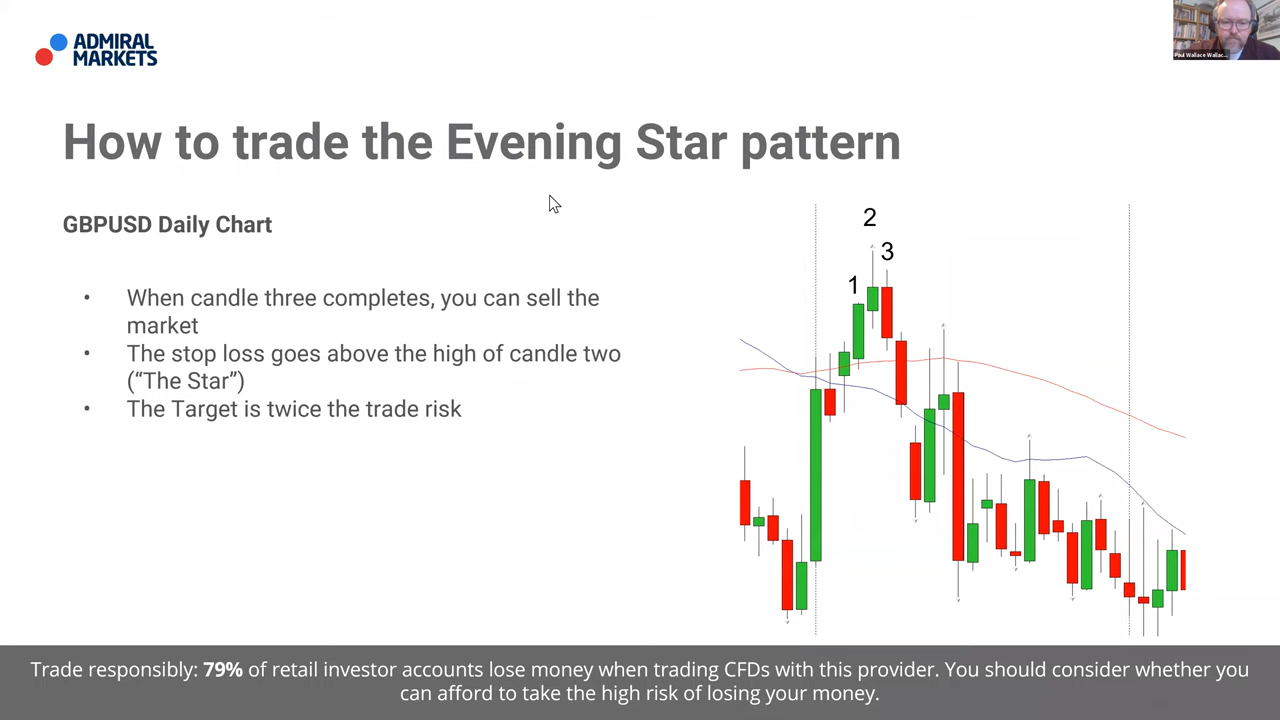 ADMIRAL
MARKETS
Paul Wallace Wallac...
How to trade the Evening Star pattern
GBPUSD Daily Chart
• When candle three completes, you can sell the
market
• The stop loss goes above the high of candle two
(“The Star”)
• The Target is twice the trade risk
2
3
1
Trade responsibly: 79% of retail investor accounts lose money when trading CFDs with this provider. You should consider whether you
can afford to take the high risk of losing your money.